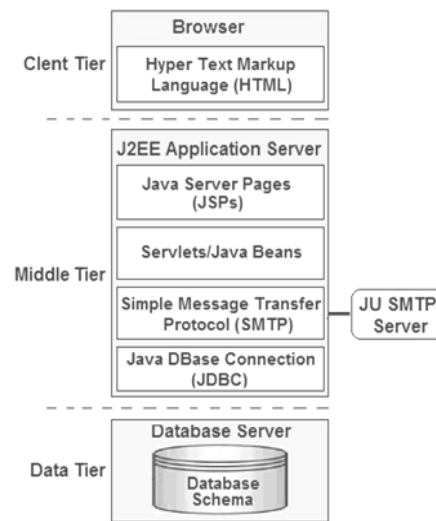 Browser
Clent Tier
Hyper Text Markup
Language (HTML)
J2EE Application Server
Java Server Pages
(JSPs)
Servlets/Java Beans
Middle Tier
Simple Message Transfer
Protocol (SMTP)
JU SMTP
Server
Java DBase Connection
(JDBC)
Database Server
Data Tier
Database
Schema